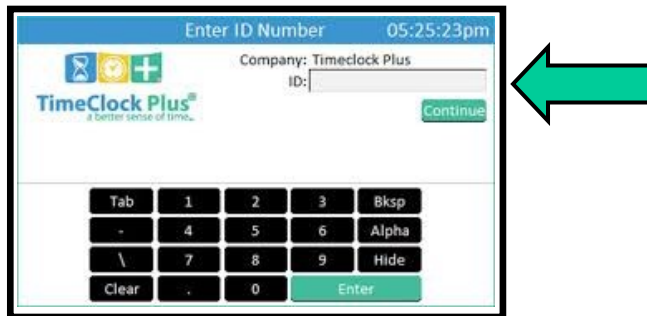 Enter ID Number 05:25:23pm
Company: Timeclock Plus
ID:
TimeClock Plus®
a better sense of time.
Continue
Tab 1 2 3 Bksp
- 4 5 6 Alpha
\ 7 8 9 Hide
Clear . 0 Enter